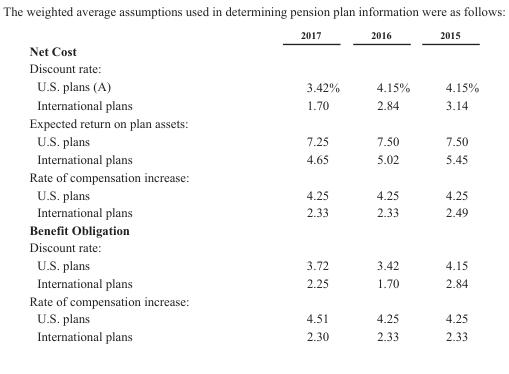 The weighted average assumptions used in determining pension plan information were as follows:
2017 2016 2015
Net Cost
Discount rate:
U.S. plans (A) 3.42% 4.15% 4.15%
International plans 1.70 2.84 3.14
Expected return on plan assets:
U.S. plans 7.25 7.50 7.50
International plans 4.65 5.02 5.45
Rate of compensation increase:
U.S. plans 4.25 4.25 4.25
International plans 2.33 2.33 2.49
Benefit Obligation
Discount rate:
U.S. plans 3.72 3.42 4.15
International plans 2.25 1.70 2.84
Rate of compensation increase:
U.S. plans 4.51 4.25 4.25
International plans 2.30 2.33 2.33